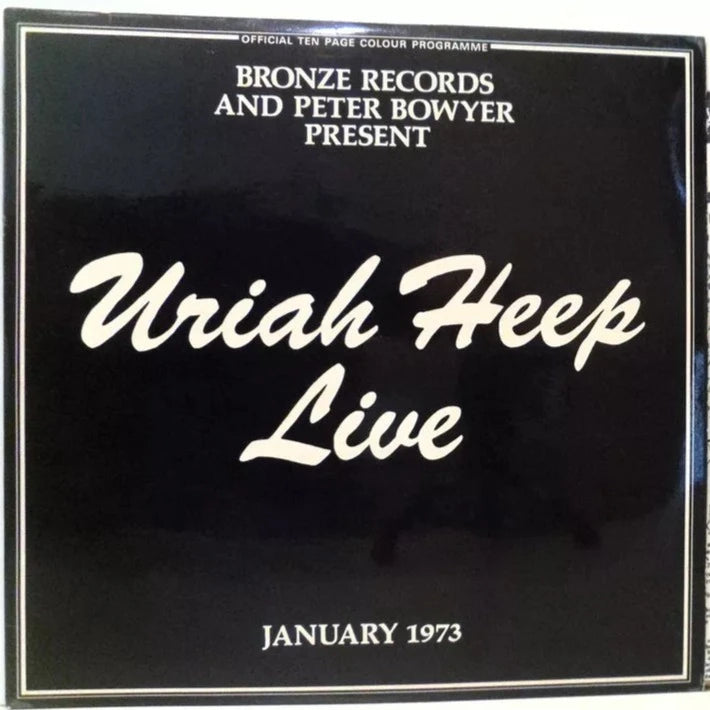 OFFICIAL TEN PAGE COLOUR PROGRAMME
BRONZE RECORDS
AND PETER BOWYER
PRESENT
Uriah Heep
Live
JANUARY 1973